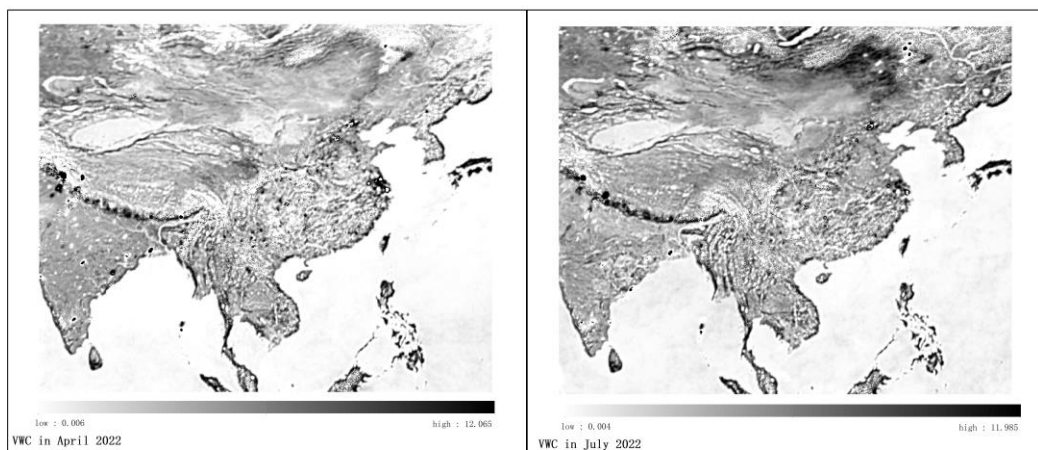 low : 0.006
high : 12.065
VWC in April 2022
low : 0.004
high : 11.985
VWC in July 2022